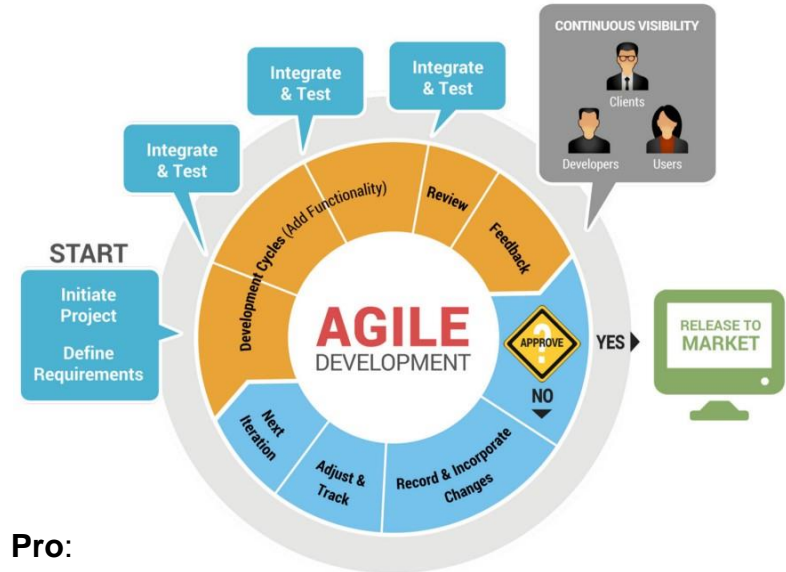 CONTINUOUS VISIBILITY
Clients
Developers Users
Integrate
& Test
Integrate
& Test
Integrate
& Test
START
Initiate
Project
Define
Requirements
Development Cycles (Add Functionality)
Review
Feedback
AGILE
DEVELOPMENT
?
APPROVE
YES
NO
RELEASE TO
MARKET
Record & Incorporate
Changes
Adjust &
Track
Next
Iteration
Pro: